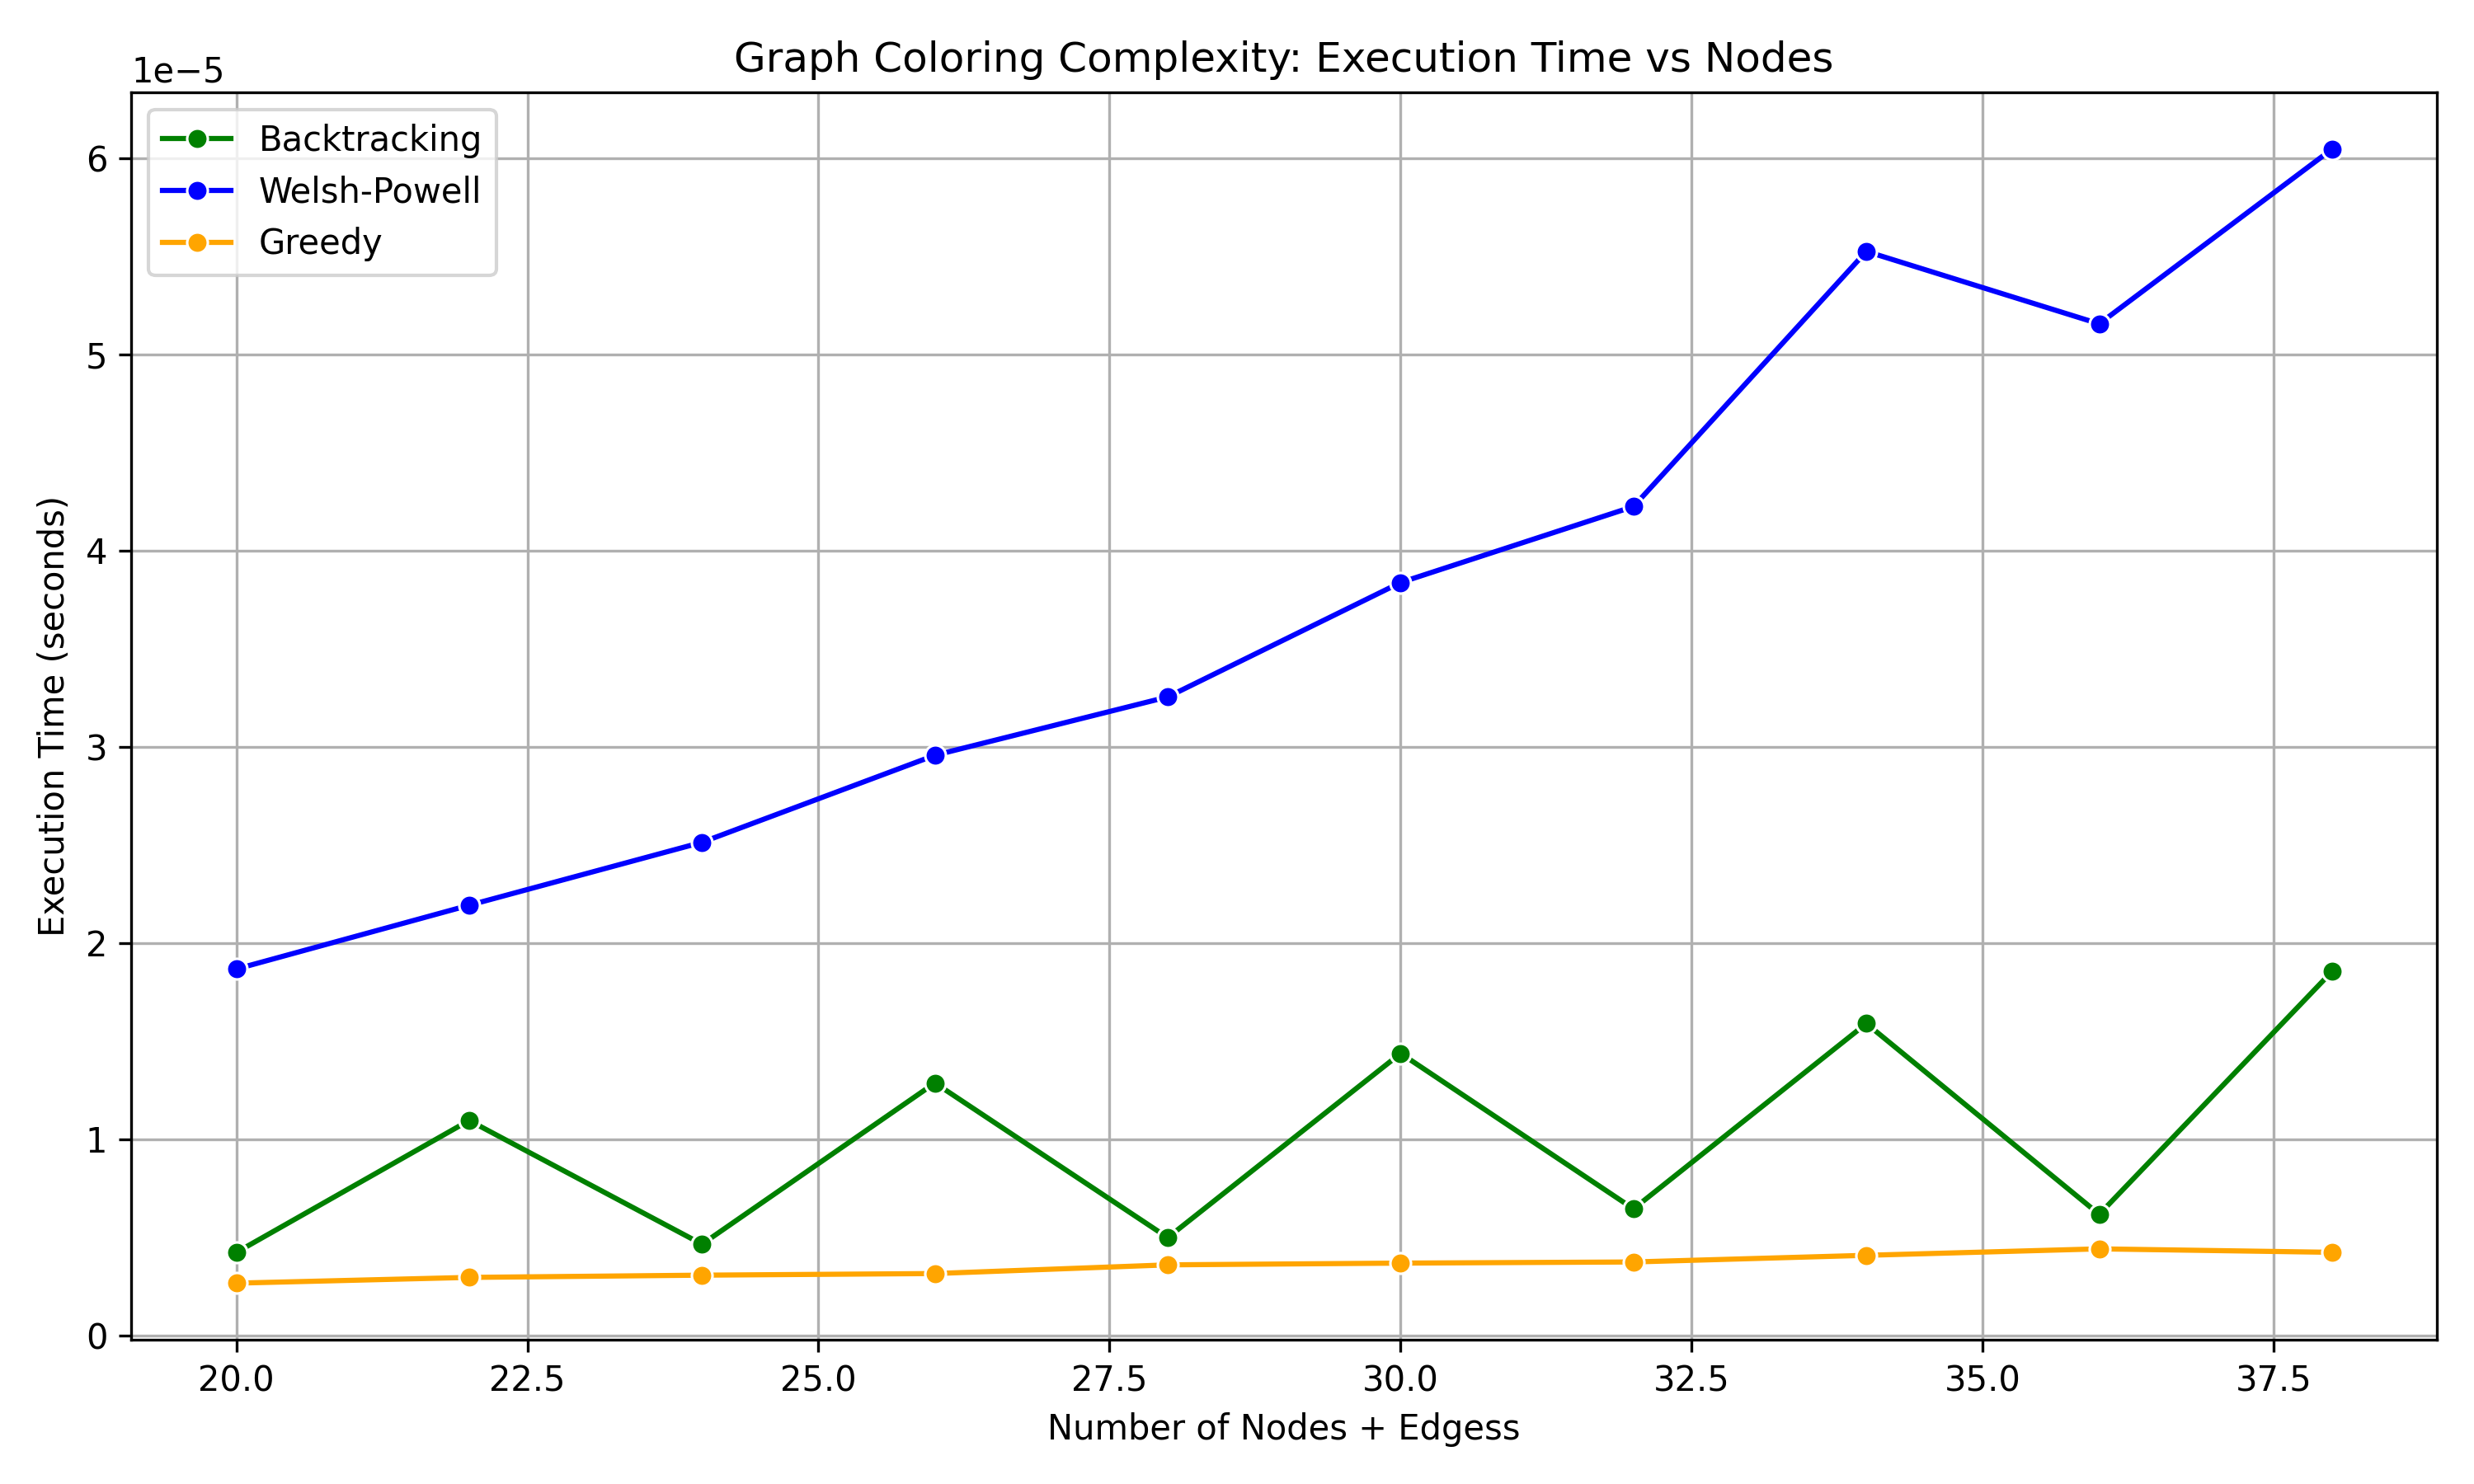 Graph Coloring Complexity: Execution Time vs Nodes
1e−5
Backtracking
Welsh-Powell
Greedy
6
5
4
3
2
1
0
Execution Time (seconds)
20.0 22.5 25.0 27.5 30.0 32.5 35.0 37.5
Number of Nodes + Edgess